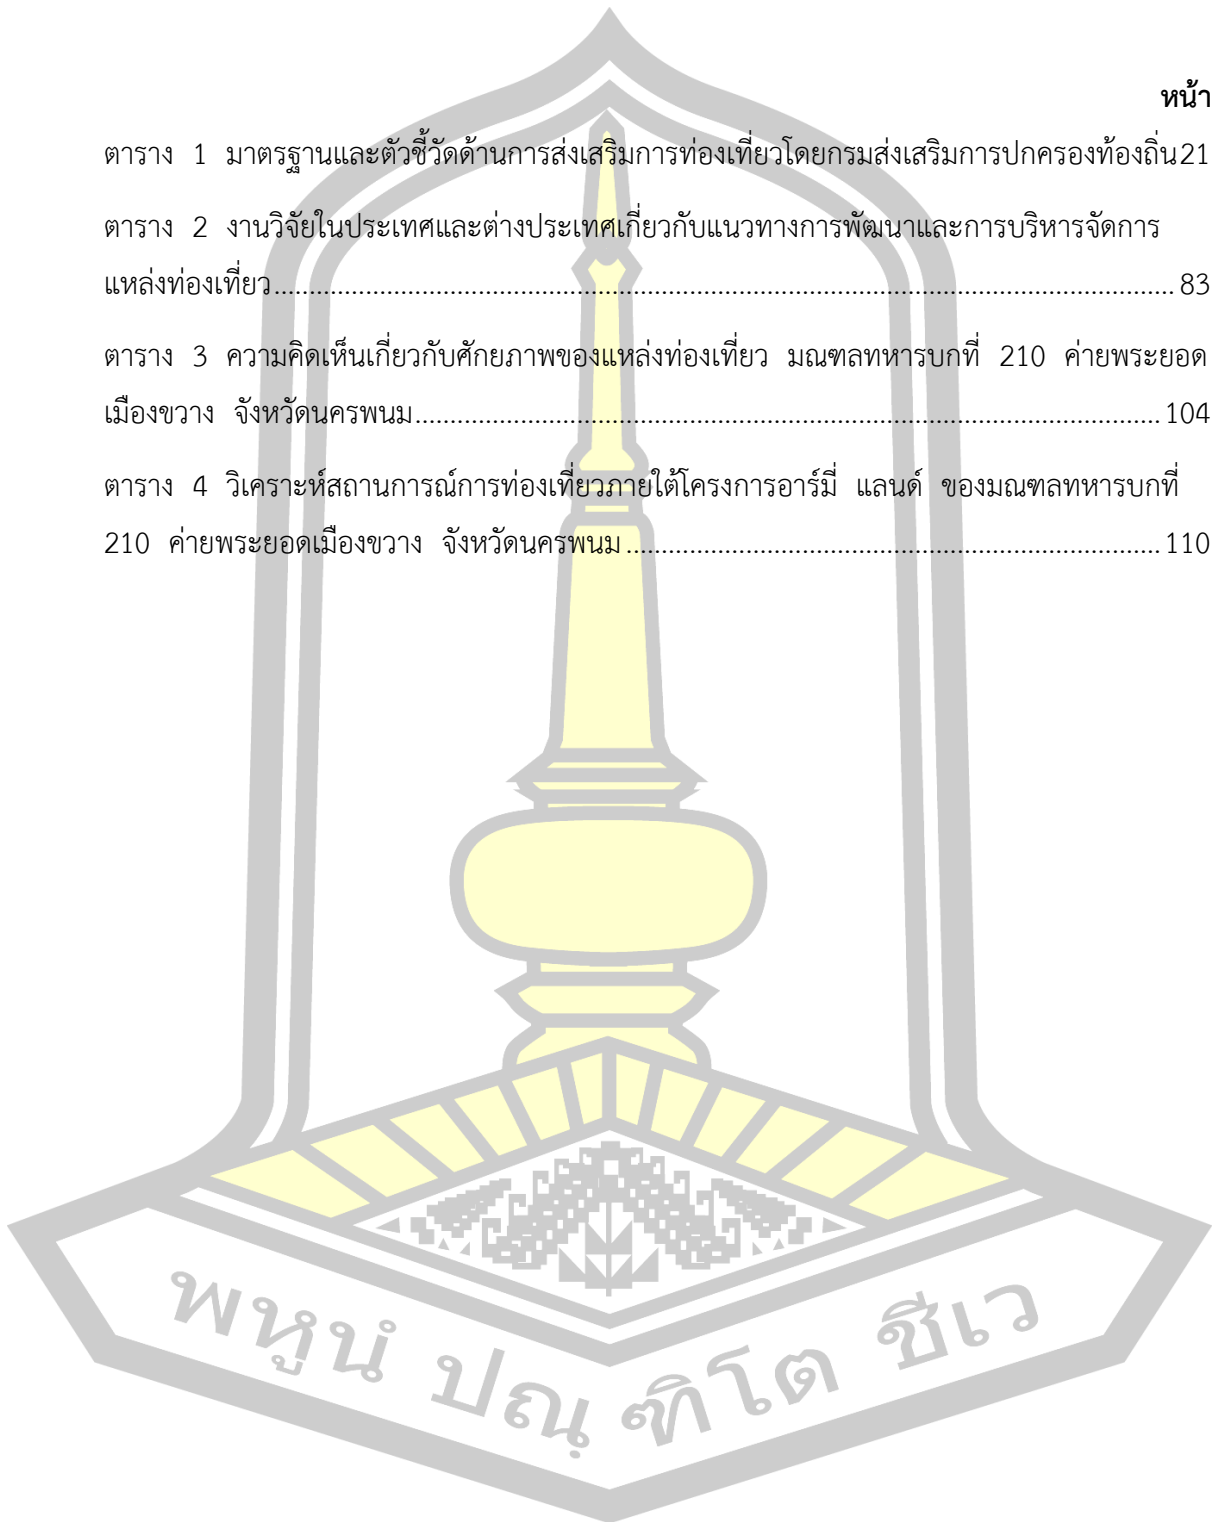 หน้า
ตาราง 1 มาตรฐานและตัวชี้วัดด้านการส่งเสริมการท่องเที่ยวโดยกรมส่งเสริมการปกครองท้องถิ่น21
ตาราง 2 งานวิจัยในประเทศและต่างประเทศเกี่ยวกับแนวทางการพัฒนาและการบริหารจัดการ
แหล่งท่องเที่ยว........................................................................................................................ 83
ตาราง 3 ความคิดเห็นเกี่ยวกับศักยภาพของแหล่งท่องเที่ยว มณฑลทหารบกที่ 210 ค่ายพระยอด
เมืองขวาง จังหวัดนครพนม................................................................................................... 104
ตาราง 4 วิเคราะห์สถานการณ์การท่องเที่ยวภายใต้โครงการอาร์มี่ แลนด์ ของมณฑลทหารบกที่
210 ค่ายพระยอดเมืองขวาง จังหวัดนครพนม....................................................................... 110
พหูนํ ปณฺฑิโต ชีเว